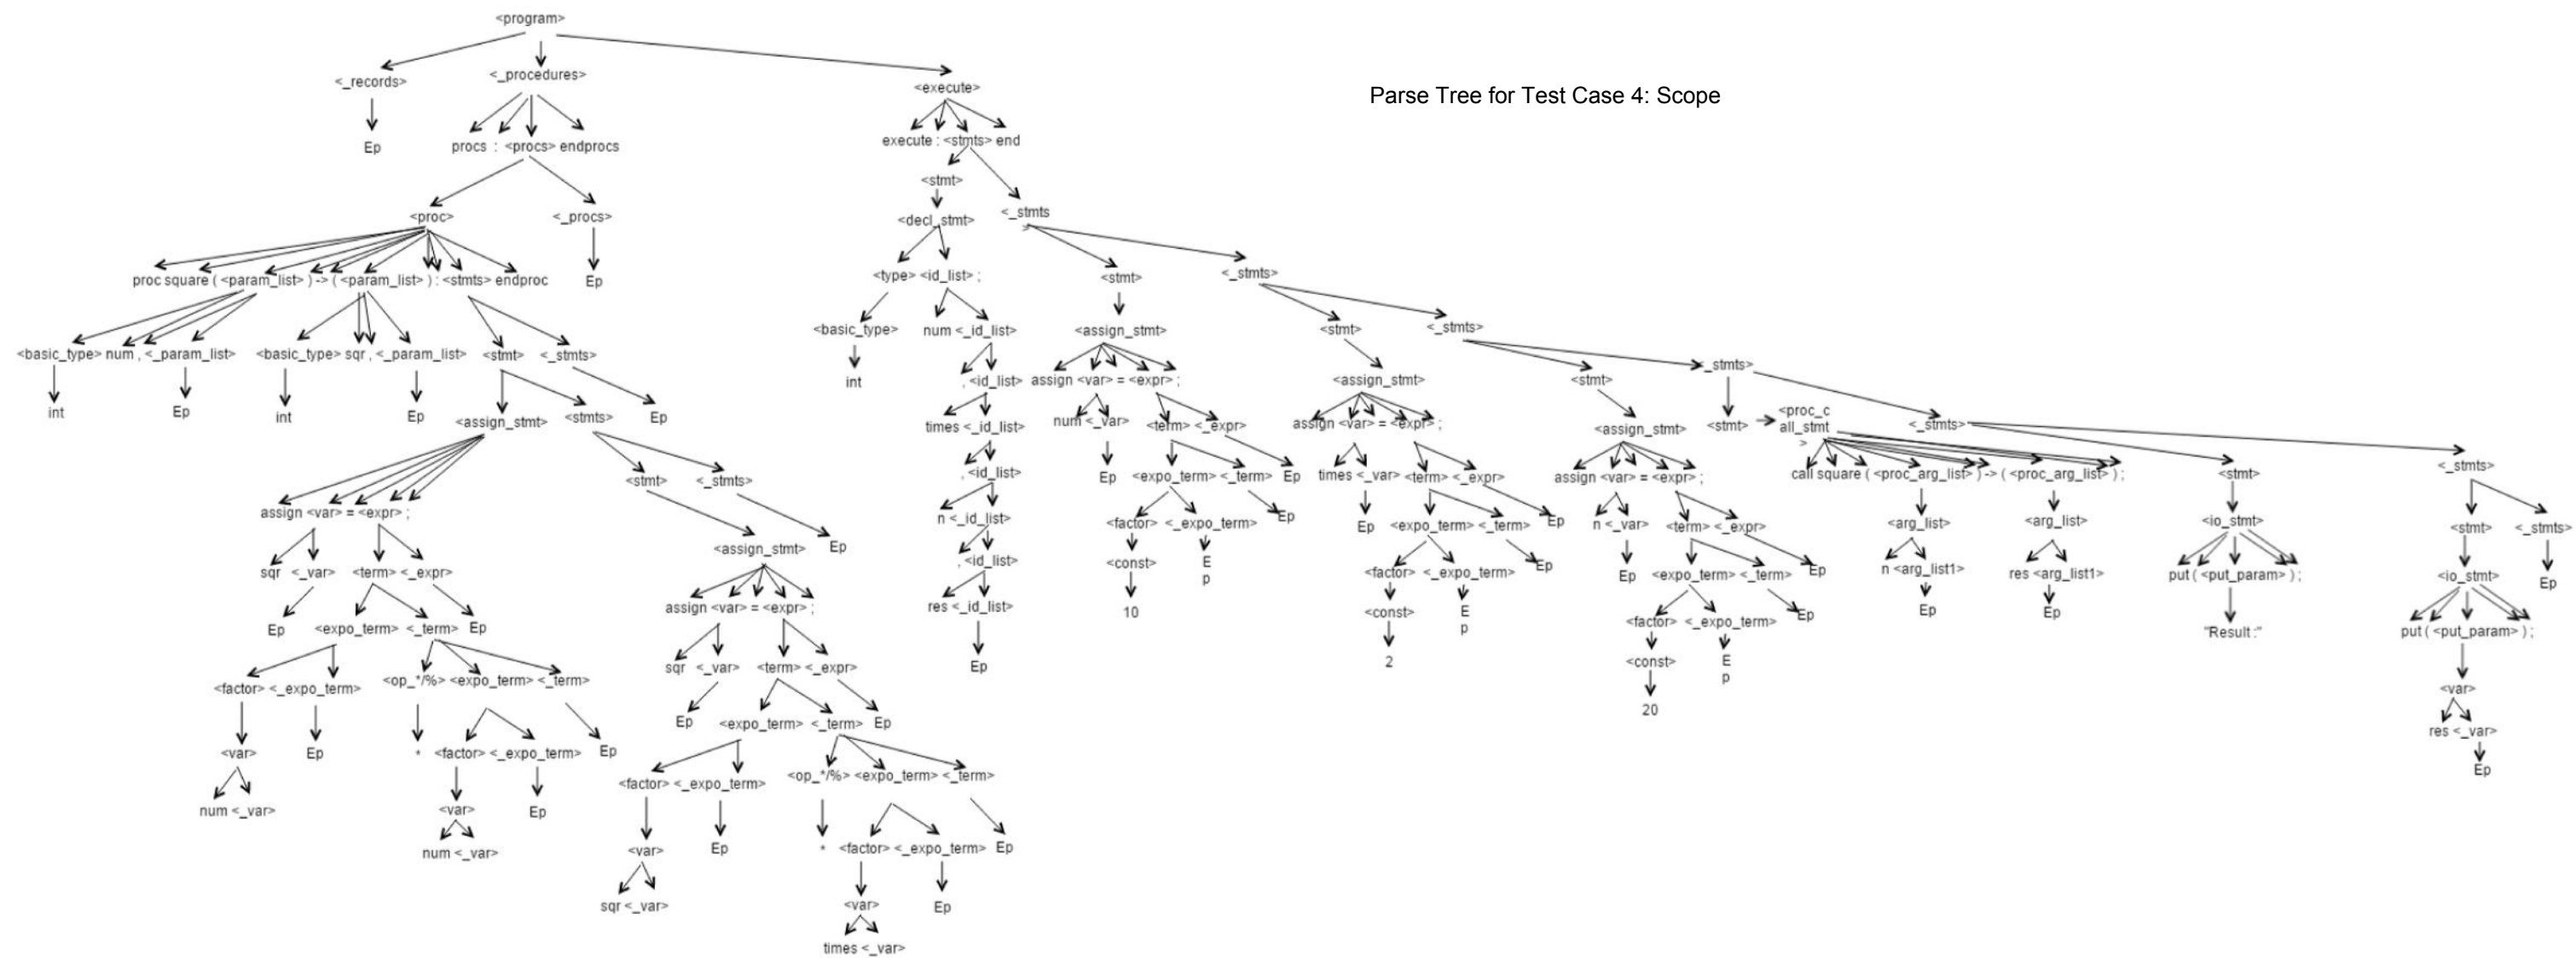 <program>
<_records> <_procedures> <execute>
Parse Tree for Test Case 4: Scope
Ep procs : <procs> endprocs execute : <stmts> end
<stmt>
<proc> <_procs> <decl_stmt> <_stmts
>
proc square ( <param_list> ) -> ( <param_list> ) : <stmts> endproc Ep <type> <id_list> ; <stmt> <_stmts>
<basic_type> num <_id_list> <assign_stmt> <stmt> <_stmts>
<basic_type> num , <_param_list> <basic_type> sqr , <_param_list> <stmt> <_stmts> <_stmts>
int , <id_list> assign <var> = <expr> ; <assign_stmt> <stmt>
int Ep int Ep <assign_stmt> <stmts> Ep times <_id_list> num <_var> <term> <_expr> assign <var> = <expr> ; <assign_stmt> <stmt> <proc_c
all_stmt <_stmts>
>
, <id_list> Ep <expo_term> <_term> Ep times <_var> <term> <_expr> assign <var> = <expr> ; call square ( <proc_arg_list> ) -> ( <proc_arg_list> ) ; <stmt> <_stmts>
<stmt> <_stmts>
assign <var> = <expr> ; n <_id_list> <factor> <_expo_term> Ep Ep <expo_term> <_term> Ep n <_var> <term> <_expr> <arg_list> <arg_list> <io_stmt> <stmt> <_stmts>
<assign_stmt> Ep , <id_list> <const> E
p <factor> <_expo_term> Ep Ep <expo_term> <_term> Ep n <arg_list1> res <arg_list1> put ( <put_param> ) ; <io_stmt> Ep
sqr <_var> <term> <_expr>
assign <var> = <expr> ; res <_id_list> 10 <const> E
p <factor> <_expo_term> Ep Ep Ep "Result :" put ( <put_param> ) ;
Ep <expo_term> <_term> Ep
sqr <_var> <term> <_expr> Ep 2 <const> E
p
<factor> <_expo_term> <op_*/%> <expo_term> <_term> <var>
Ep <expo_term> <_term> Ep 20 res <_var>
<var> Ep * <factor> <_expo_term> Ep Ep
<factor> <_expo_term> <op_*/%> <expo_term> <_term>
num <_var> <var> Ep
num <_var> <var> Ep * <factor> <_expo_term> Ep
sqr <_var> <var> Ep
times <_var>